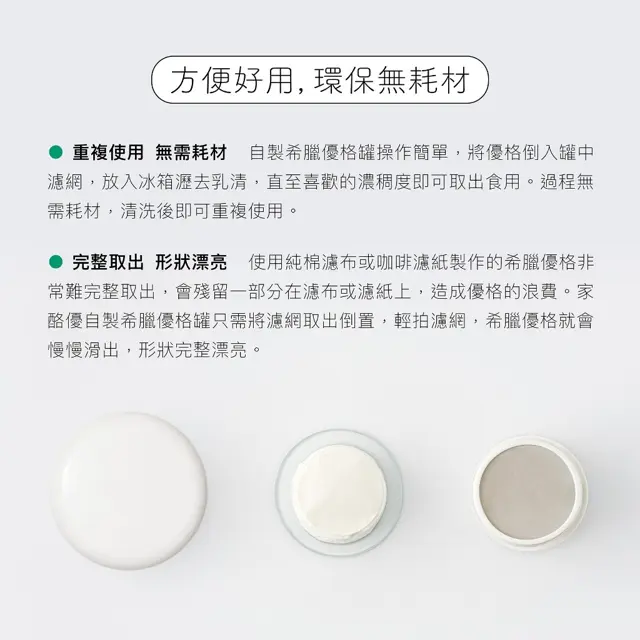 方便好用, 環保無耗材
● 重複使用 無需耗材 自製希臘優格罐操作簡單，將優格倒入罐中
濾網，放入冰箱瀝去乳清，直至喜歡的濃稠度即可取出食用。過程無
需耗材，清洗後即可重複使用。
● 完整取出 形狀漂亮 使用純棉濾布或咖啡濾紙製作的希臘優格非
常難完整取出，會殘留一部分在濾布或濾紙上，造成優格的浪費。家
酪優自製希臘優格罐只需將濾網取出倒置，輕拍濾網，希臘優格就會
慢慢滑出，形狀完整漂亮。